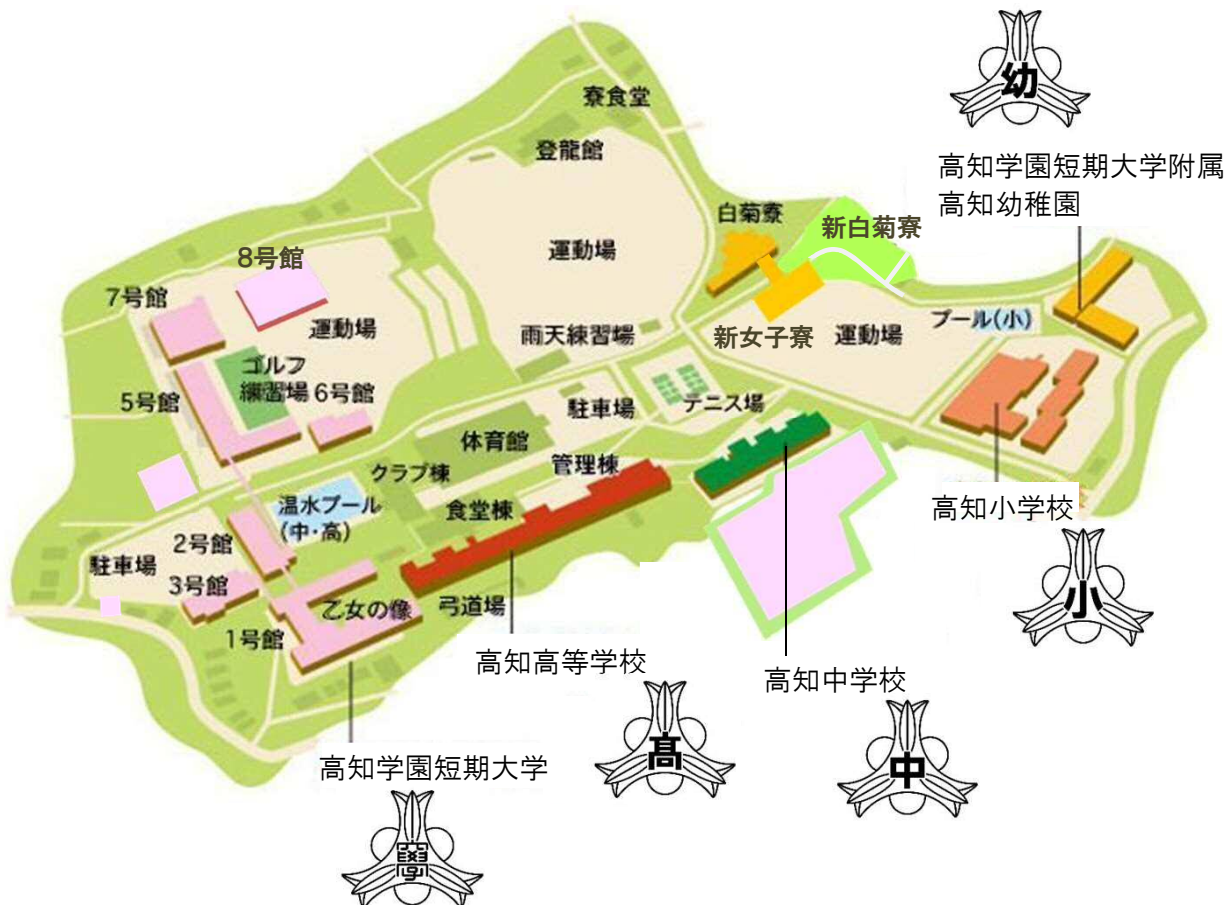 幼
寮食堂
登龍館
高知学園短期大学附属
高知幼稚園
白菊寮
新白菊寮
8号館
運動場
7号館
運動場
雨天練習場
新女子寮
運動場
プール(小)
ゴルフ
練習場
6号館
5号館
駐車場
テニス場
体育館
管理棟
クラブ棟
温水プール
(中・高)
食堂棟
高知小学校
2号館
駐車場
3号館
乙女の像
弓道場
1号館
小
高知高等学校
高知中学校
髙
中
高知学園短期大学
學